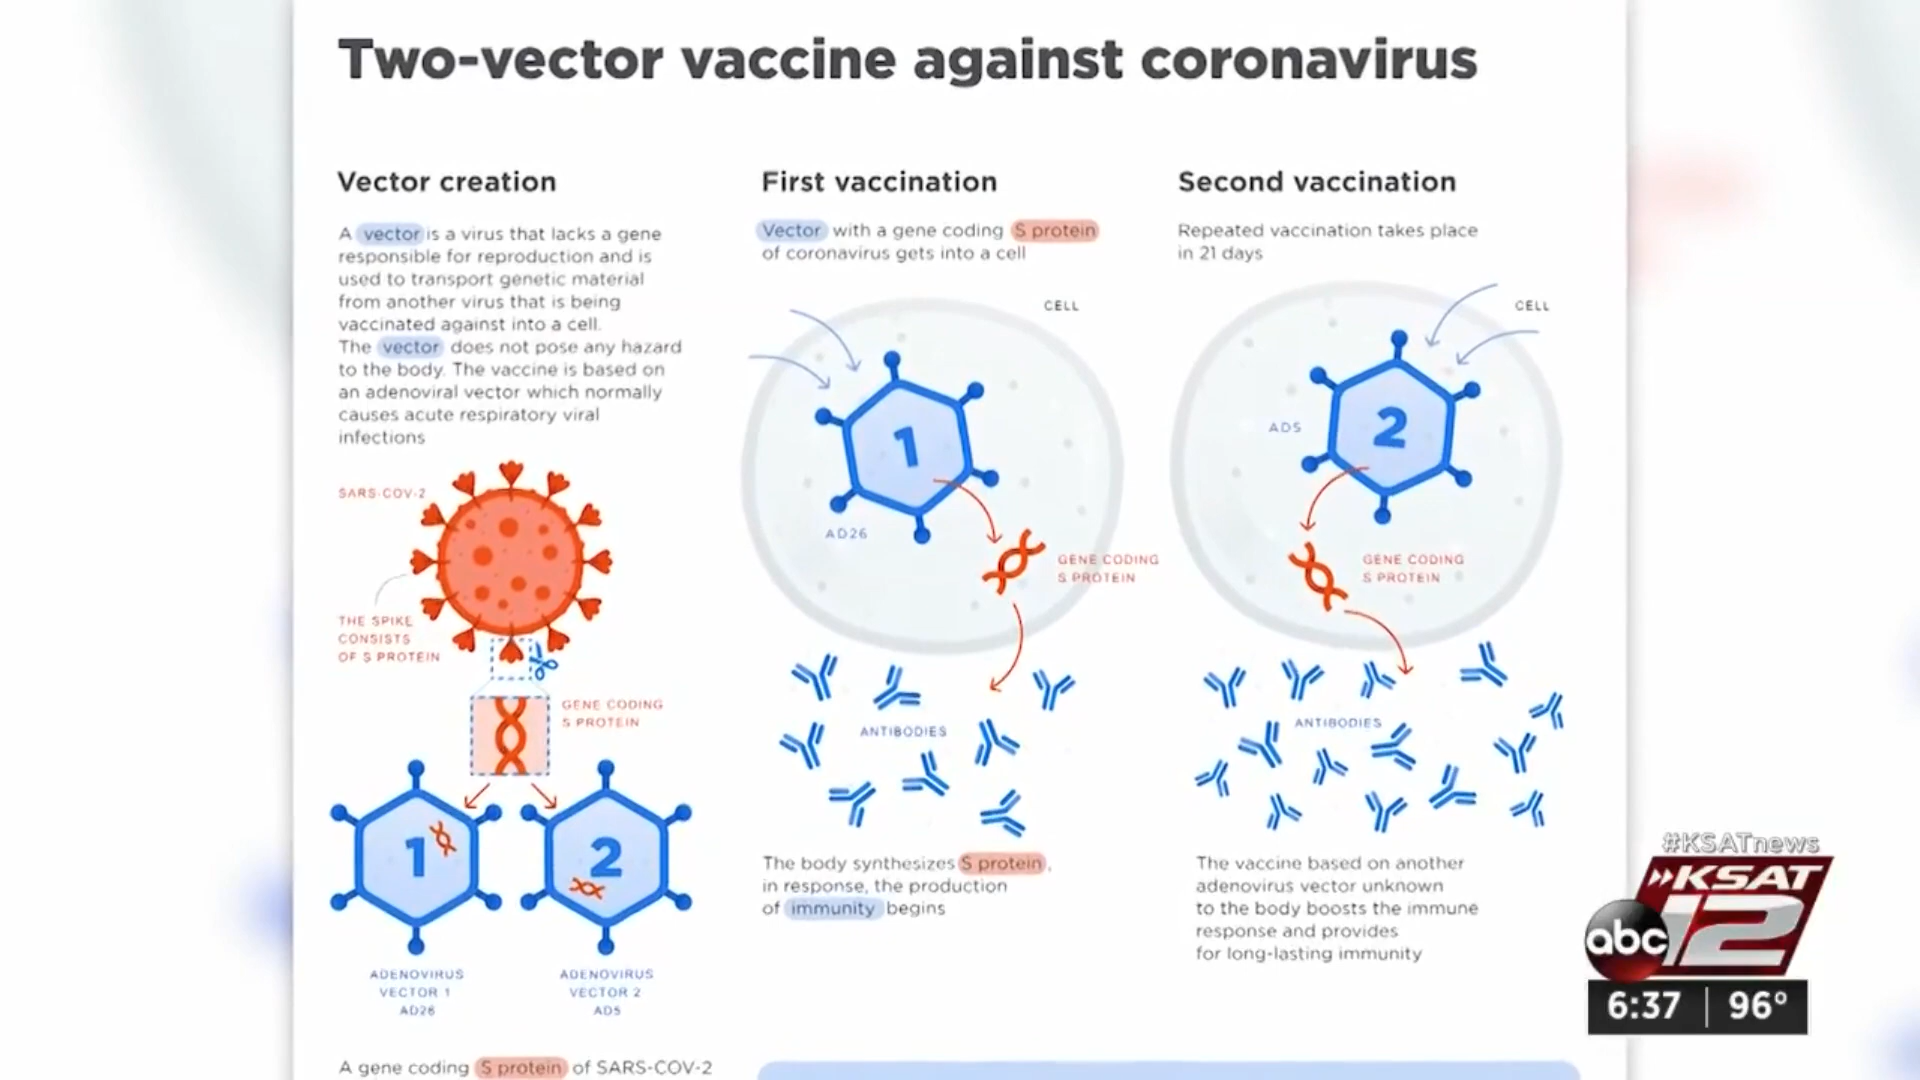 Two-vector vaccine against coronavirus
Vector creation
A vector is a virus that lacks a gene
responsible for reproduction and is
used to transport genetic material
from another virus that is being
vaccinated against into a cell.
The vector does not pose any hazard
to the body. The vaccine is based on
an adenoviral vector which normally
causes acute respiratory viral
infections
SARS-COV-2
THE SPIKE
CONSISTS
OF S PROTEIN
GENE CODING
S PROTEIN
1
2
ADENOVIRUS
VECTOR 1
AD26
ADENOVIRUS
VECTOR 2
AD5
A gene coding S protein of SARS-COV-2
First vaccination
Vector with a gene coding S protein
of coronavirus gets into a cell
CELL
1
AD26
GENE CODING
S PROTEIN
ANTIBODIES
The body synthesizes S protein,
in response, the production
of immunity begins
Second vaccination
Repeated vaccination takes place
in 21 days
CELL
2
AD5
GENE CODING
S PROTEIN
ANTIBODIES
The vaccine based on another
adenovirus vector unknown
to the body boosts the immune
response and provides
for long-lasting immunity
#KSATnews
KSAT
12
abc
6:37 | 96°